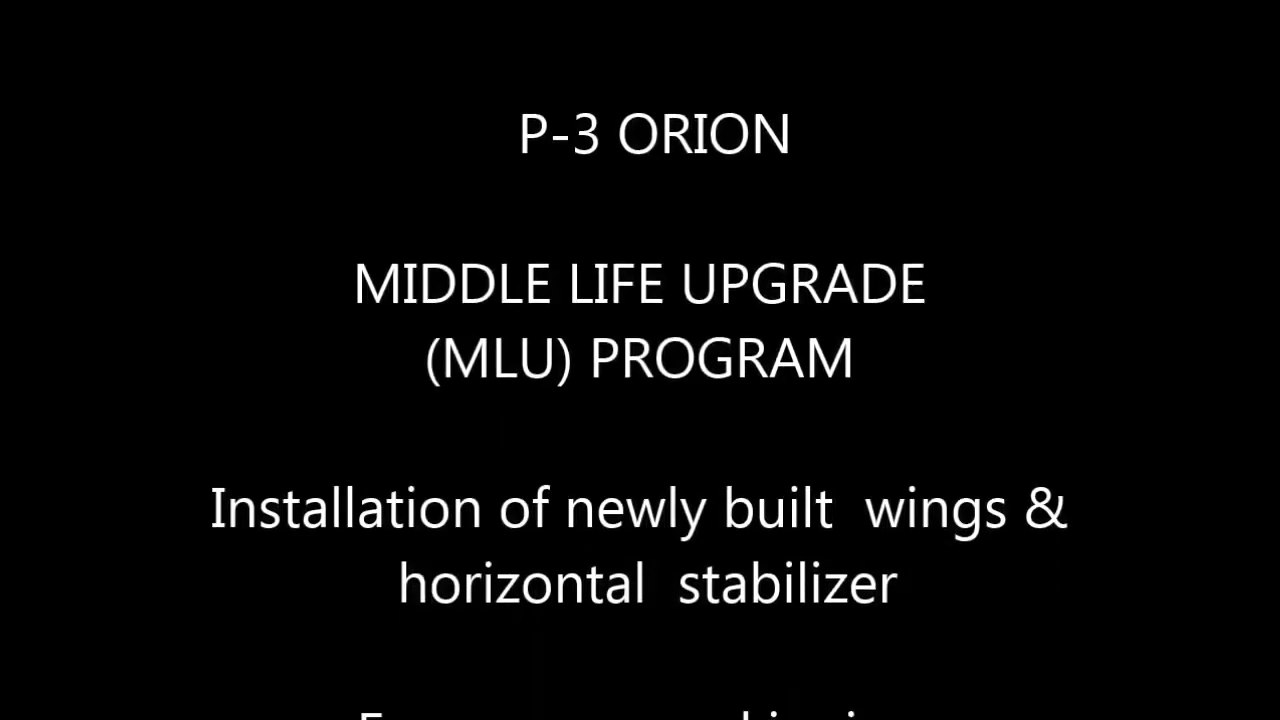 P-3 ORION
MIDDLE LIFE UPGRADE
(MLU) PROGRAM
Installation of newly built  wings &
horizontal  stabilizer